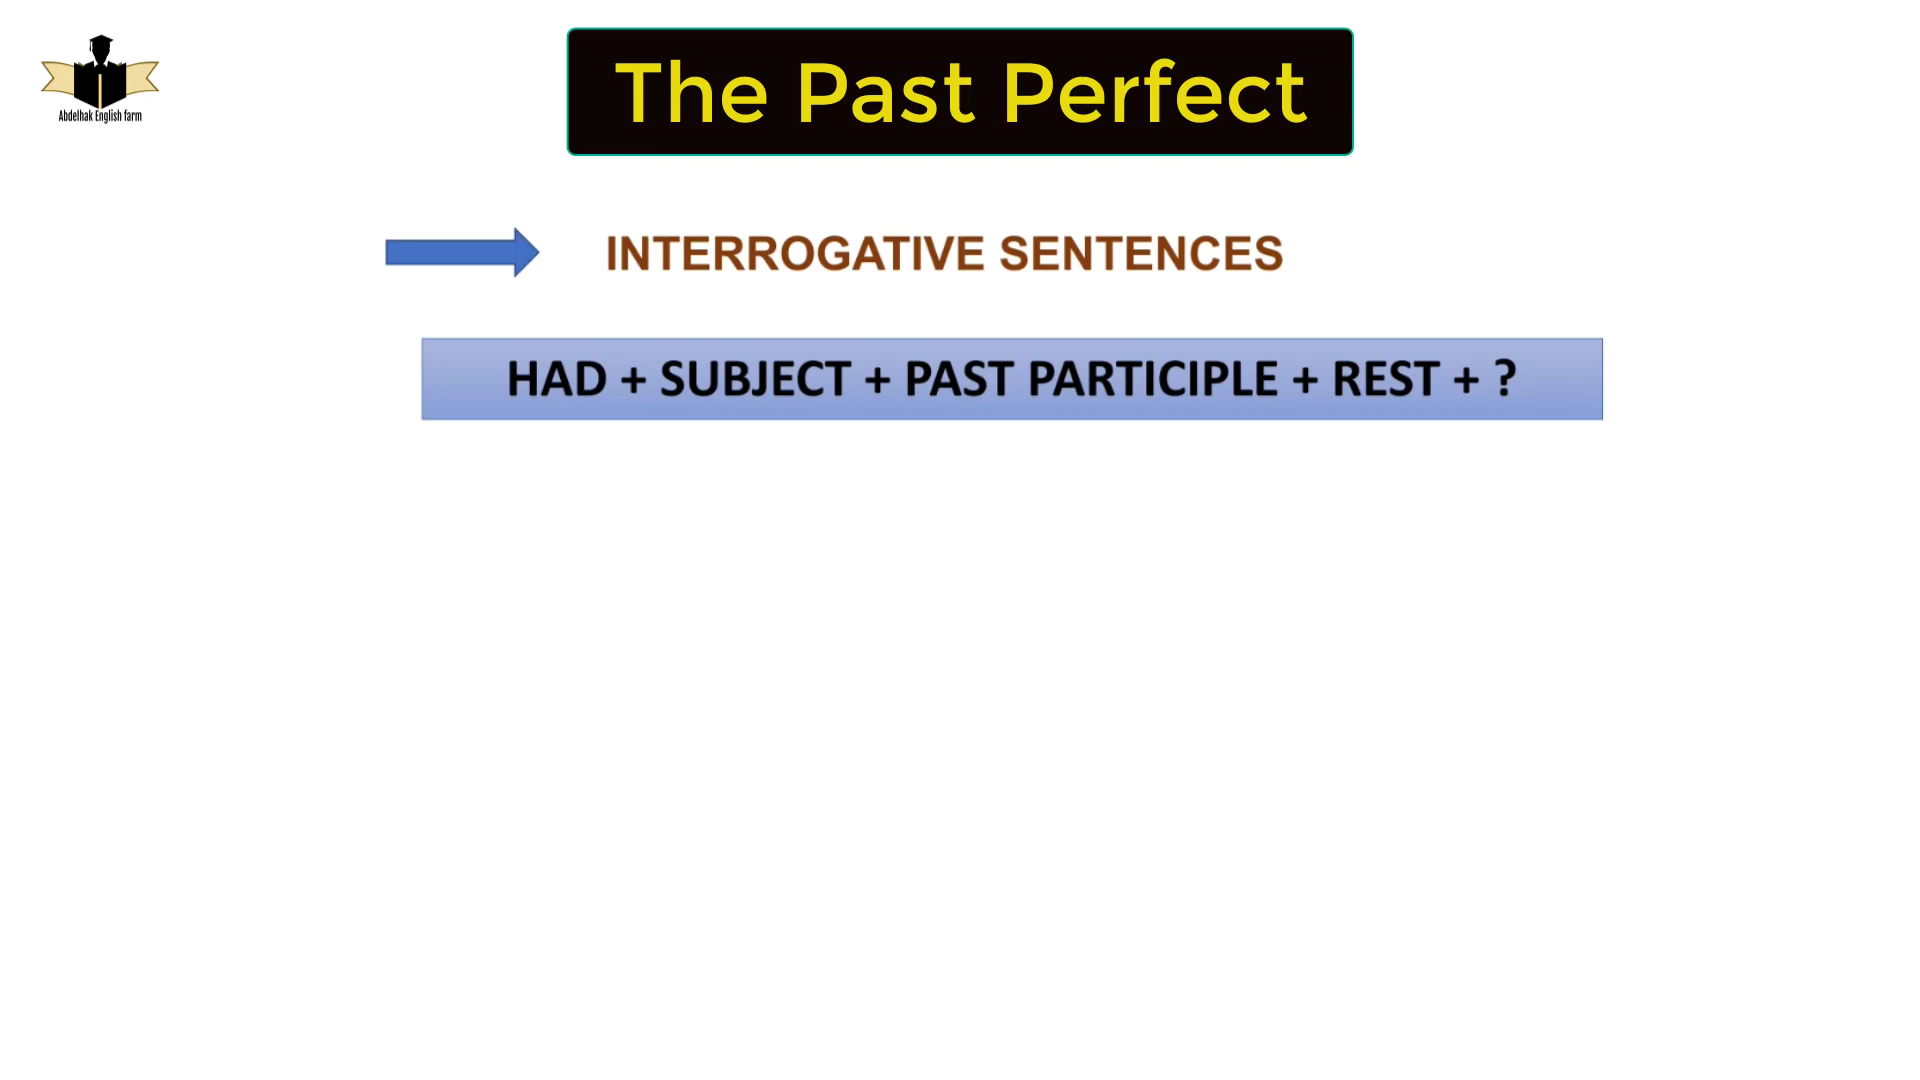 Abdelhak English farm
The Past Perfect
INTERROGATIVE SENTENCES
HAD + SUBJECT + PAST PARTICIPLE + REST + ?